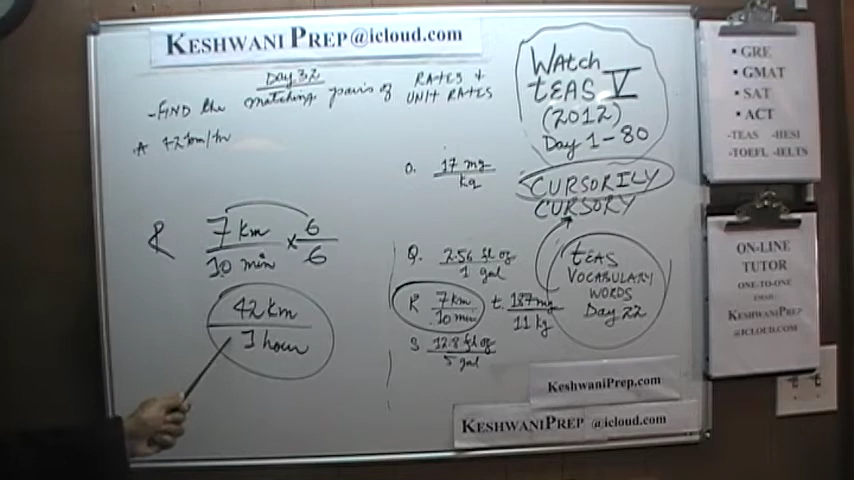 KESHWANI PREP@icloud.com
Day 32
-FIND the matching pairs of RATES + UNIT RATES
A 42 km/hr
O. 17 mg
kg
R 7 km × 6
10 min 6
42 km
1 hour
Q. 2.56 fl oz
1 gal
R 7 km
10 min
t. 187 mg
11 kg
S 12.8 fl oz
5 gal
WAtch
tEAS V
(2012)
Day 1-80
CURSORILY
CURSORY
tEAS
VOCABULARY
WORDS
Day 22
KESHWANIPREP.com
KESHWANIPREP @icloud.com
▪ GRE
▪ GMAT
▪ SAT
▪ ACT
-TEAS -HESI
-TOEFL -IELTS
ON-LINE
TUTOR
ONE-TO-ONE
EMAIL:
KESHWANIPREP
@ICLOUD.COM